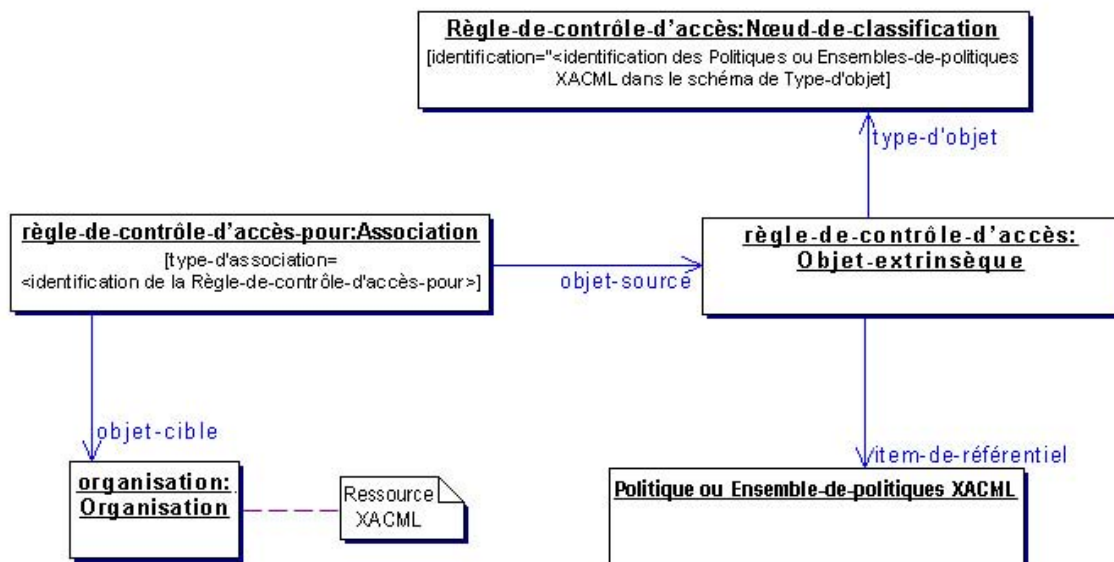 Règle-de-contrôle-d'accès:Nœud-de-classification
[identification="<identification des Politiques ou Ensembles-de-politiques
XACML dans le schéma de Type-d'objet]
type-d'objet
règle-de-contrôle-d'accès-pour:Association
[type-d'association=
<identification de la Règle-de-contrôle-d'accès-pour>]
objet-source
règle-de-contrôle-d'accès:
Objet-extrinsèque
objet-cible
item-de-référentiel
organisation:
Organisation
Ressource
XACML
Politique ou Ensemble-de-politiques XACML